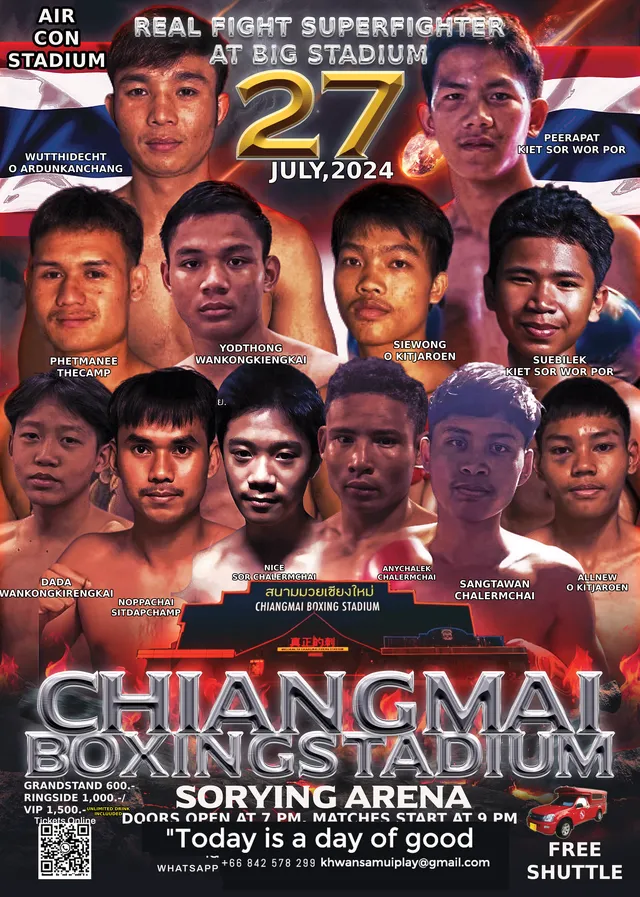 AIR
CON
STADIUM
REAL FIGHT SUPERFIGHTER
AT BIG STADIUM
27
JULY,2024
WUTTHIDECHT
O ARDUNKANCHANG
PEERAPAT
KIET SOR WOR POR
PHETMANEE
THECAMP
YODTHONG
WANKONGKIENGKAI
SIEWONG
O KITJAROEN
SUEBILEK
KIET SOR WOR POR
ย.
DADA
WANKONGKIRENGKAI
NOPPACHAI
SITDAPCHAMP
NICE
SOR CHALERMCHAI
ANYCHALEK
CHALERMCHAI
SANGTAWAN
CHALERMCHAI
ALLNEW
O KITJAROEN
สนามมวยเชียงใหม่
CHIANGMAI BOXING STADIUM
CHIANGMAI
BOXINGSTADIUM
SORYING ARENA
GRANDSTAND 600.-
RINGSIDE 1,000.-/
VIP 1,500.-
UNLIMITED DRINK
INCLUUDED
Tickets Online
DOORS OPEN AT 7 PM. MATCHES START AT 9 PM
"Today is a day of good
WHATSAPP +66 842 578 299 khwansamuiplay@gmail.com
FREE
SHUTTLE